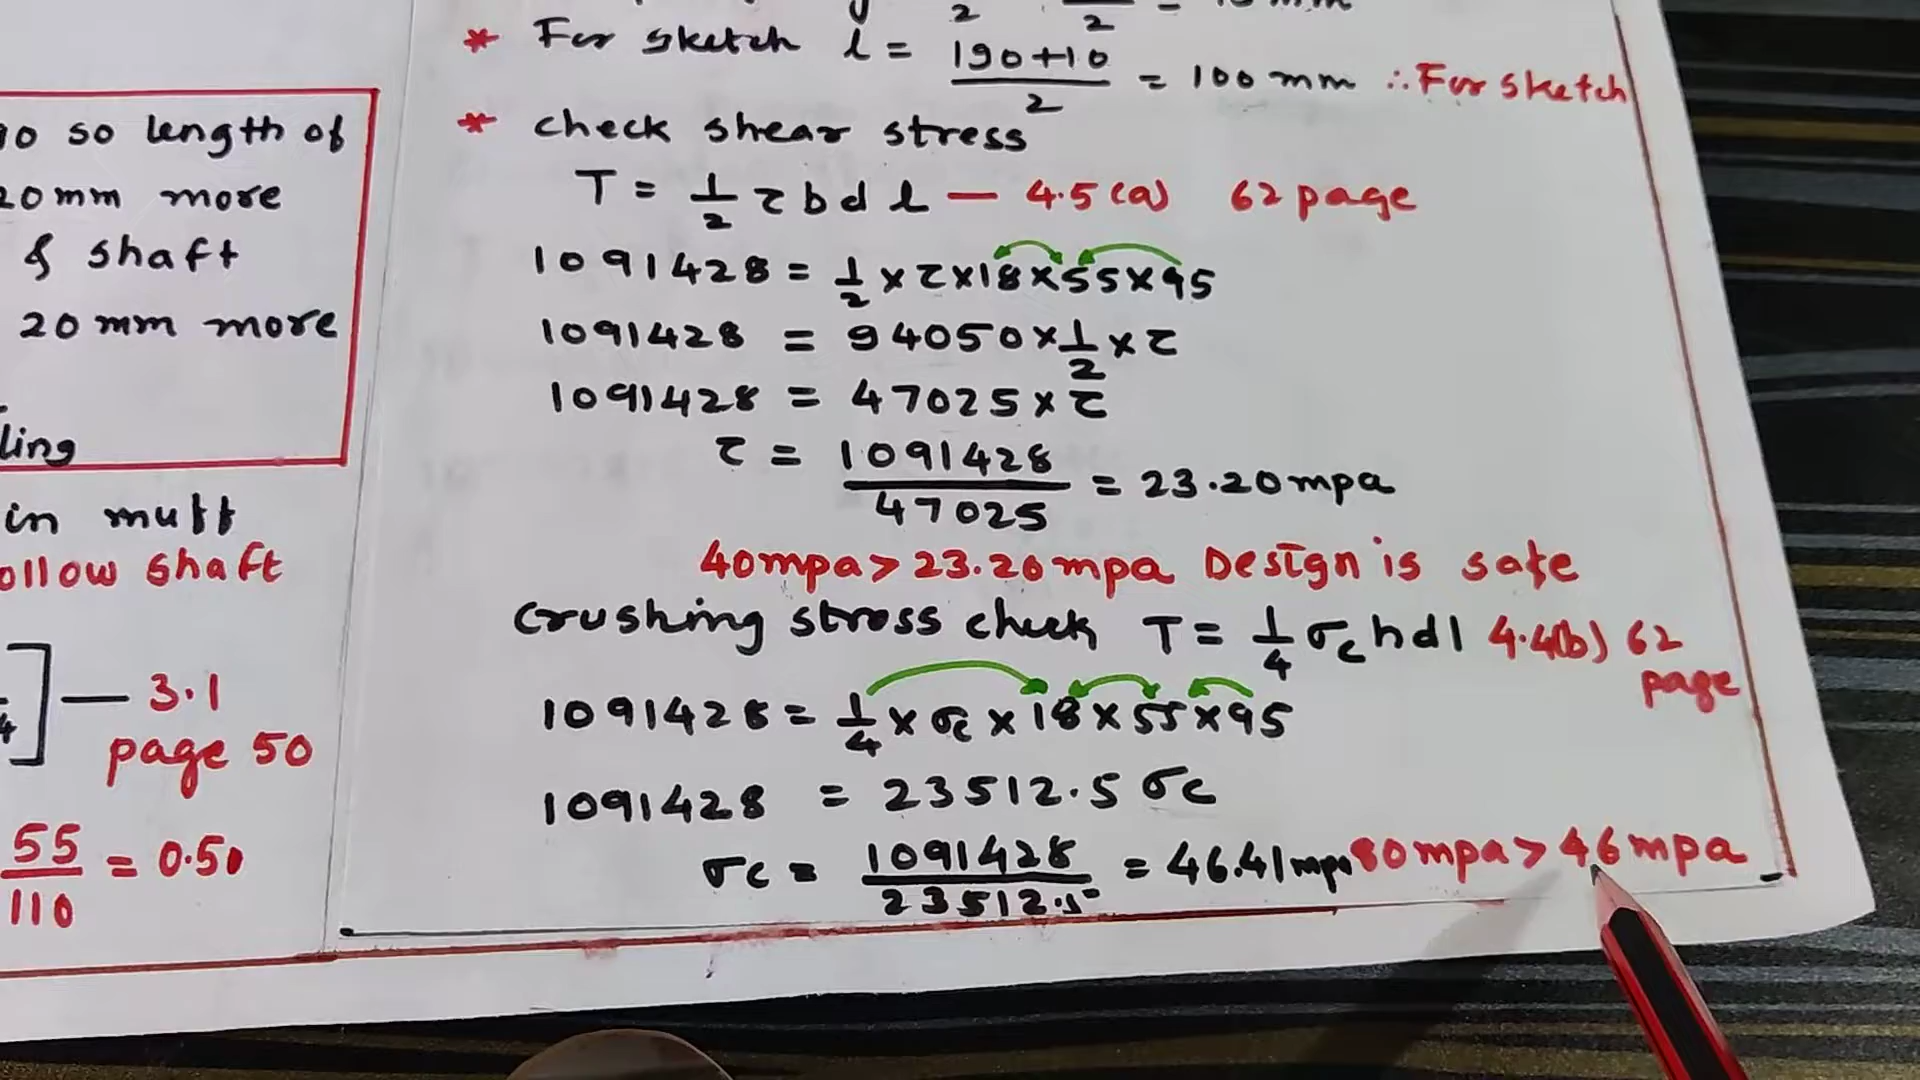 90 so length of
20mm more
& shaft
20 mm more
ling
in muff
ollow shaft
— 3.1
page 50
55/110 = 0.50
* For sketch l = (190+10)/2 = 100 mm ∴ For sketch
* check shear stress
T = 1/2 τ b d l — 4.5 (a) 62 page
1091428 = 1/2 × τ × 18 × 55 × 95
1091428 = 94050 × 1/2 × τ
1091428 = 47025 × τ
τ = 1091428/47025 = 23.20 mpa
40mpa > 23.20 mpa Design is safe
crushing stress check T = 1/4 σc h d l 4.4(b) 62 page
1091428 = 1/4 × σc × 18 × 55 × 95
1091428 = 23512.5 σc
σc = 1091428/23512.5 = 46.41 mpa 80 mpa > 46 mpa